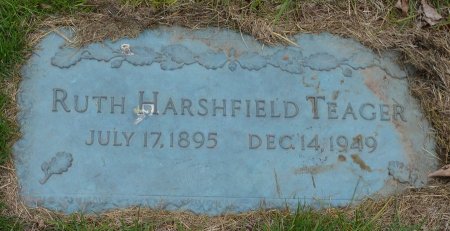 RUTH HARSHFIELD TEAGER
JULY 17, 1895 DEC. 14, 1949